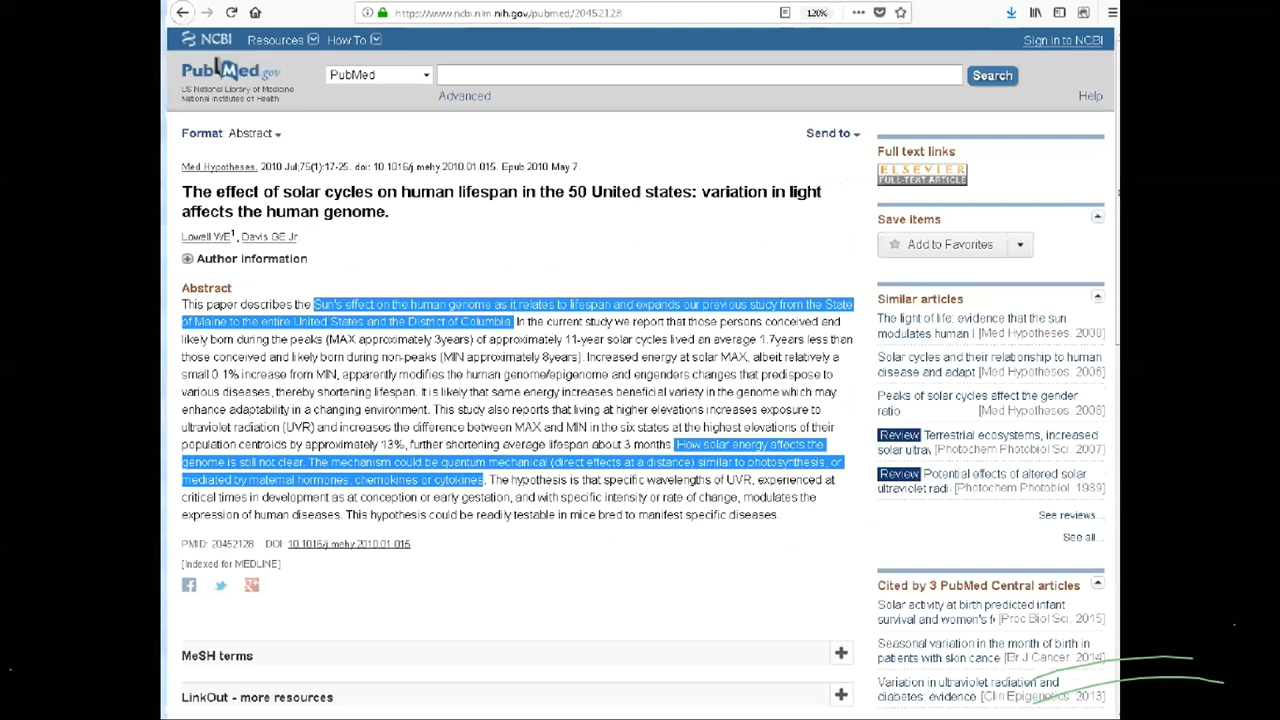 https://www.ncbi.nlm.nih.gov/pubmed/20452128
120%
NCBI Resources How To Sign in to NCBI
PubMed.gov
US National Library of Medicine
National Institutes of Health
PubMed
Search
Advanced
Help
Format Abstract
Send to
Med Hypotheses. 2010 Jul;75(1):17-25. doi: 10.1016/j.mehy.2010.01.015. Epub 2010 May 7.
The effect of solar cycles on human lifespan in the 50 United states: variation in light
affects the human genome.
Lowell WE1, Davis GE Jr
Author information
Abstract
This paper describes the Sun's effect on the human genome as it relates to lifespan and expands our previous study from the State
of Maine to the entire United States and the District of Columbia. In the current study we report that those persons conceived and
likely born during the peaks (MAX approximately 3years) of approximately 11-year solar cycles lived an average 1.7years less than
those conceived and likely born during non-peaks (MIN approximately 8years). Increased energy at solar MAX, albeit relatively a
small 0.1% increase from MIN, apparently modifies the human genome/epigenome and engenders changes that predispose to
various diseases, thereby shortening lifespan. It is likely that same energy increases beneficial variety in the genome which may
enhance adaptability in a changing environment. This study also reports that living at higher elevations increases exposure to
ultraviolet radiation (UVR) and increases the difference between MAX and MIN in the six states at the highest elevations of their
population centroids by approximately 13%, further shortening average lifespan about 3 months. How solar energy affects the
genome is still not clear. The mechanism could be quantum mechanical (direct effects at a distance) similar to photosynthesis, or
mediated by maternal hormones, chemokines or cytokines. The hypothesis is that specific wavelengths of UVR, experienced at
critical times in development as at conception or early gestation, and with specific intensity or rate of change, modulates the
expression of human diseases. This hypothesis could be readily testable in mice bred to manifest specific diseases.
PMID: 20452128 DOI: 10.1016/j.mehy.2010.01.015
[Indexed for MEDLINE]
MeSH terms
LinkOut - more resources
Full text links
ELSEVIER
FULL-TEXT ARTICLE
Save items
Add to Favorites
Similar articles
The light of life: evidence that the sun
modulates human l [Med Hypotheses. 2008]
Solar cycles and their relationship to human
disease and adapt [Med Hypotheses. 2006]
Peaks of solar cycles affect the gender
ratio. [Med Hypotheses. 2008]
Review Terrestrial ecosystems, increased
solar ultrav [Photochem Photobiol Sci. 2007]
Review Potential effects of altered solar
ultraviolet radi [Photochem Photobiol. 1989]
See reviews...
See all...
Cited by 3 PubMed Central articles
Solar activity at birth predicted infant
survival and women's f [Proc Biol Sci. 2015]
Seasonal variation in the month of birth in
patients with skin cance [Br J Cancer. 2014]
Variation in ultraviolet radiation and
diabetes: evidence [Clin Epigenetics. 2013]